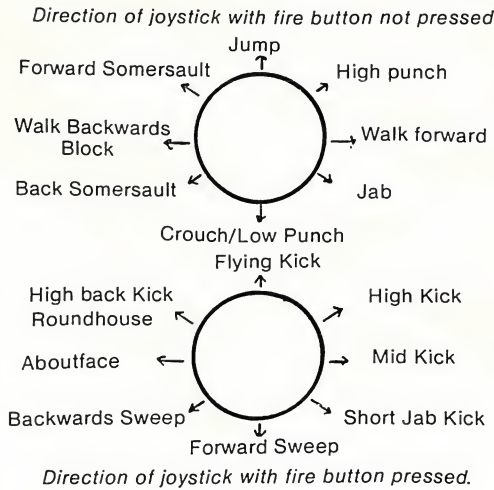 Direction of joystick with fire button not pressed
Jump
Forward Somersault
High punch
Walk Backwards
Block
Walk forward
Back Somersault
Jab
Crouch/Low Punch
Flying Kick
High back Kick
Roundhouse
High Kick
Aboutface
Mid Kick
Backwards Sweep
Short Jab Kick
Forward Sweep
Direction of joystick with fire button pressed.